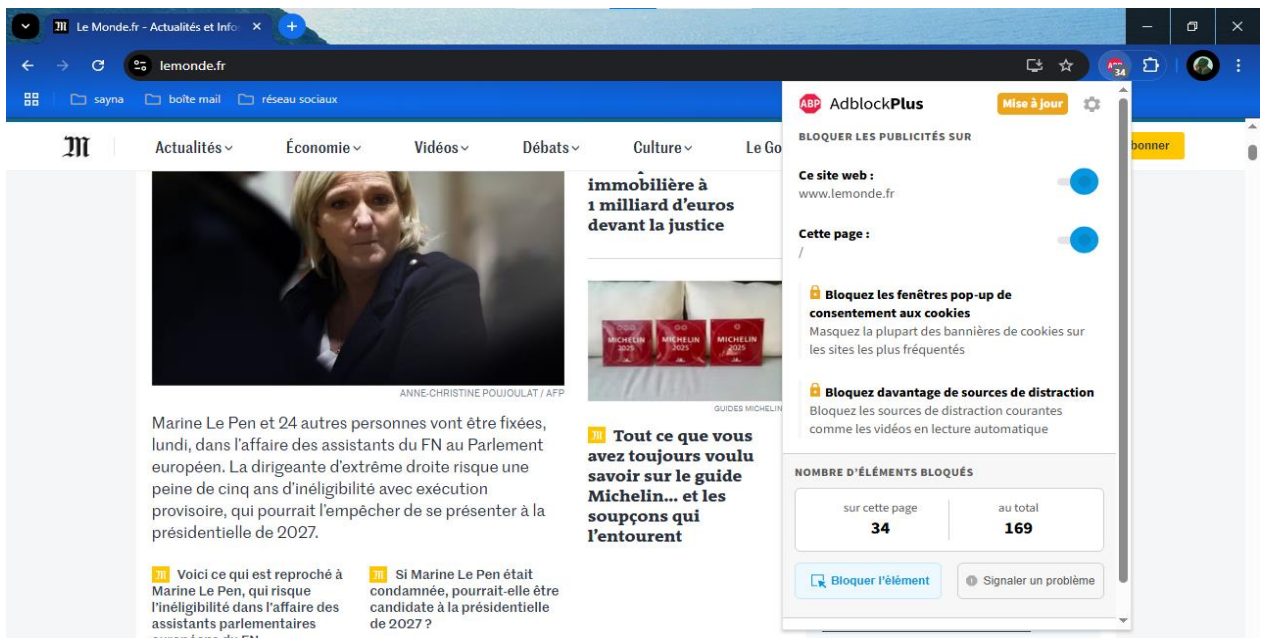 Le Monde.fr - Actualités et Info
lemonde.fr
ABP
34
sayna
boîte mail
réseau sociaux
M
Actualités
Économie
Vidéos
Débats
Culture
Le Go
bonner
ANNE-CHRISTINE POUJOULAT / AFP
Marine Le Pen et 24 autres personnes vont être fixées,
lundi, dans l'affaire des assistants du FN au Parlement
européen. La dirigeante d'extrême droite risque une
peine de cinq ans d'inéligibilité avec exécution
provisoire, qui pourrait l'empêcher de se présenter à la
présidentielle de 2027.
Voici ce qui est reproché à
Marine Le Pen, qui risque
l'inéligibilité dans l'affaire des
assistants parlementaires
européens du FN
Si Marine Le Pen était
condamnée, pourrait-elle être
candidate à la présidentielle
de 2027 ?
immobilière à
1 milliard d'euros
devant la justice
MICHELIN
2025
MICHELIN
2025
MICHELIN
2025
GUIDES MICHELIN
Tout ce que vous
avez toujours voulu
savoir sur le guide
Michelin… et les
soupçons qui
l'entourent
ABP AdblockPlus
Mise à jour
BLOQUER LES PUBLICITÉS SUR
Ce site web :
www.lemonde.fr
Cette page :
/
Bloquez les fenêtres pop-up de
consentement aux cookies
Masquez la plupart des bannières de cookies sur
les sites les plus fréquentés
Bloquez davantage de sources de distraction
Bloquez les sources de distraction courantes
comme les vidéos en lecture automatique
NOMBRE D'ÉLÉMENTS BLOQUÉS
sur cette page
34
au total
169
Bloquer l'élément
Signaler un problème